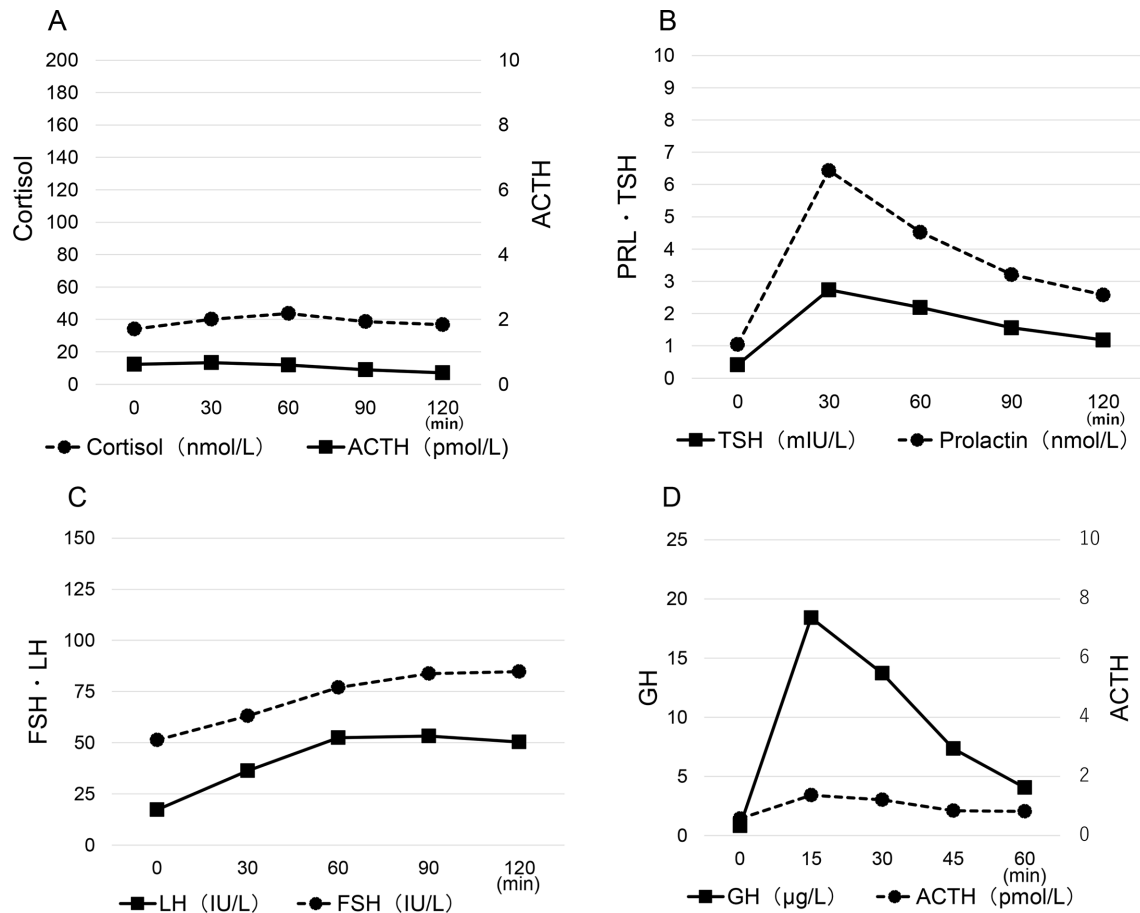 A
200
180
160
140
120
100
80
60
40
20
0
Cortisol
10
8
6
4
2
0
ACTH
0 30 60 90 120
(min)
Cortisol（nmol/L） ACTH（pmol/L)
B
10
9
8
7
6
5
4
3
2
1
0
PRL・TSH
0 30 60 90 120
(min)
TSH（mIU/L） Prolactin（nmol/L）
C
150
125
100
75
50
25
0
FSH・LH
0 30 60 90 120
(min)
LH（IU/L） FSH（IU/L）
D
25
20
15
10
5
0
GH
10
8
6
4
2
0
ACTH
0 15 30 45 60
(min)
GH（μg/L） ACTH（pmol/L）